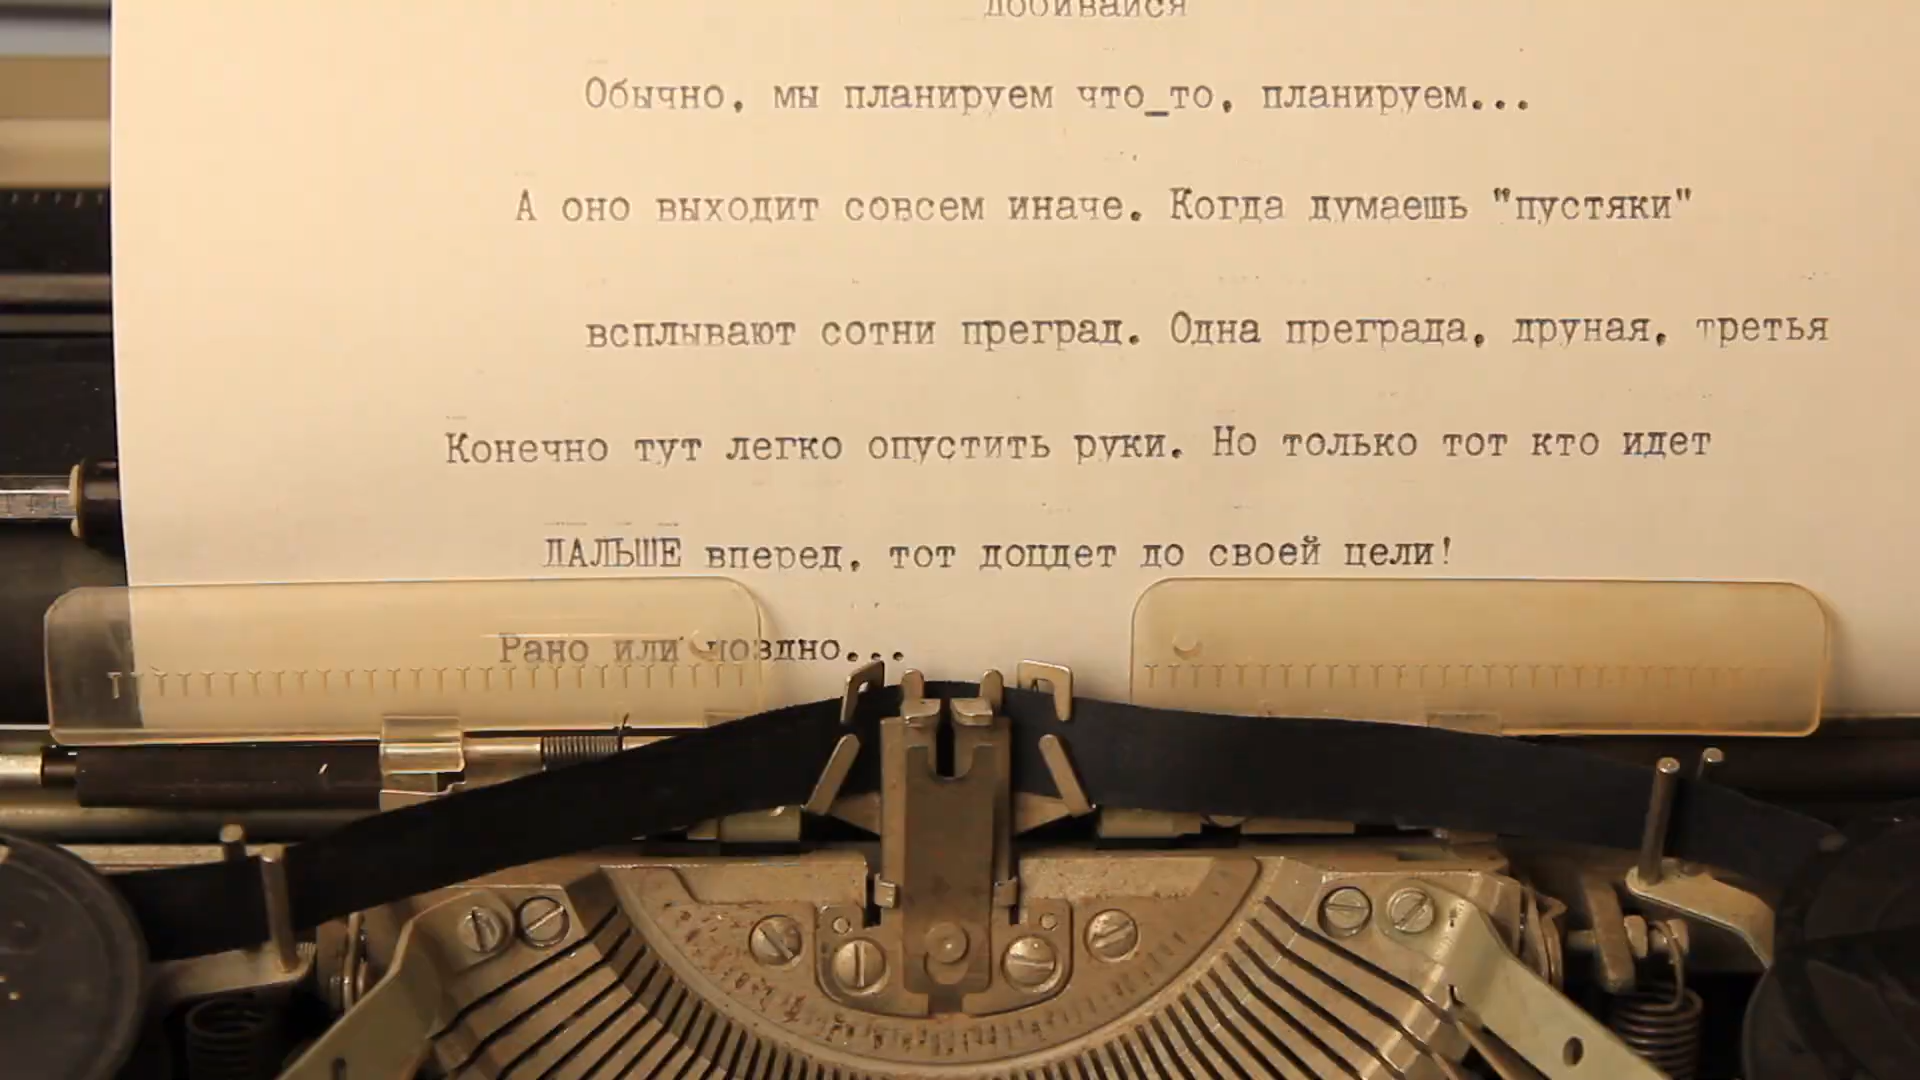 добивайся
Обычно, мы планируем что_то, планируем...
А оно выходит совсем иначе. Когда думаешь "пустяки"
всплывают сотни преград. Одна преграда, друная, третья
Конечно тут легко опустить руки. Но только тот кто идет
ДАЛЬШЕ вперед, тот доцдет до своей цели!
Рано или поздно...